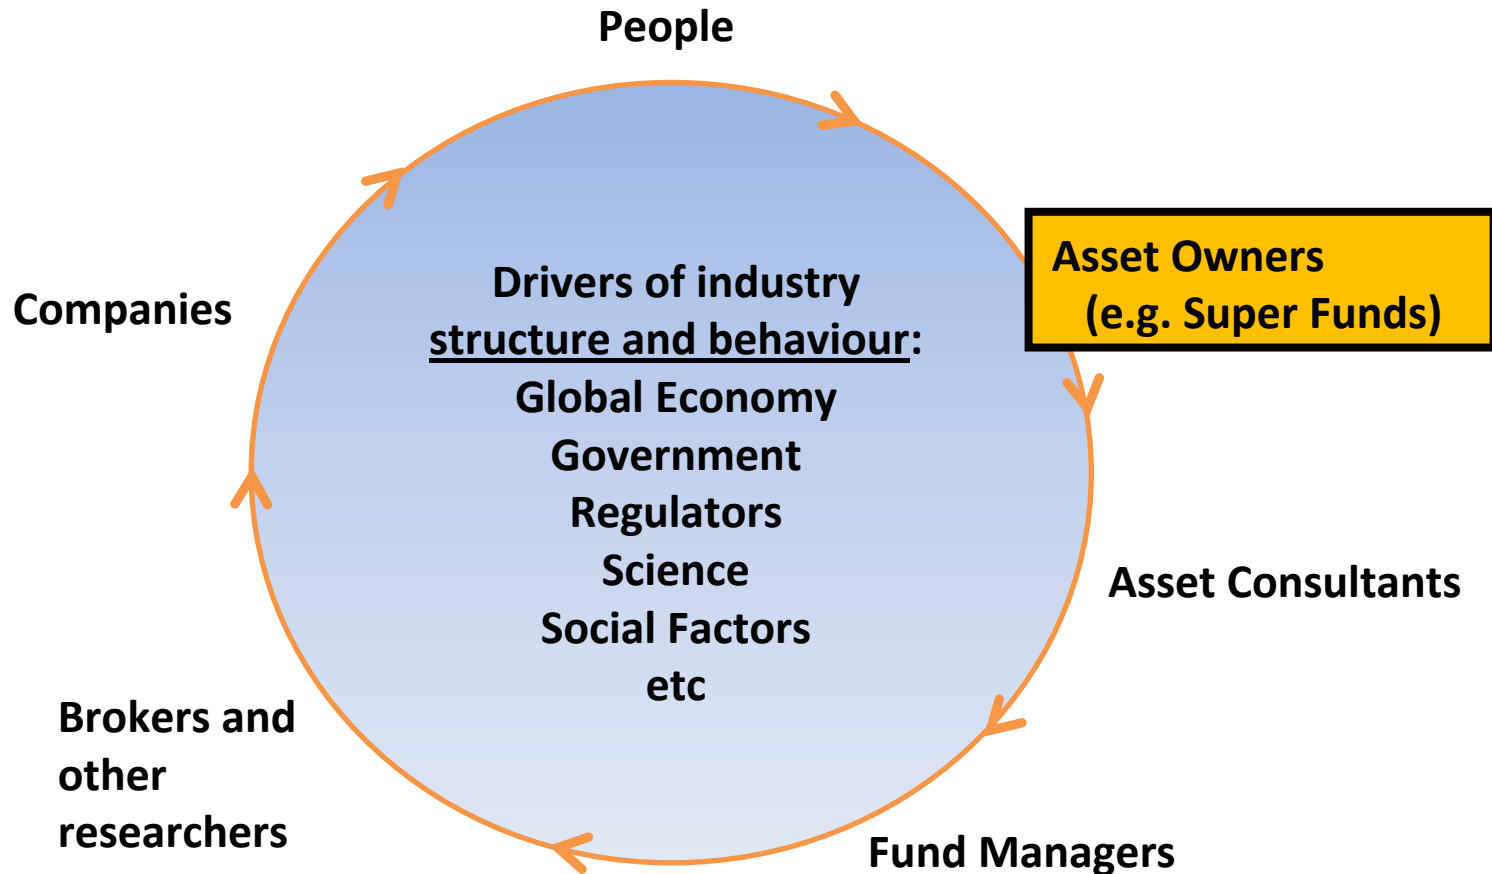 People
Asset Owners
(e.g. Super Funds)
Companies
Drivers of industry
structure and behaviour:
Global Economy
Government
Regulators
Science
Social Factors
etc
Asset Consultants
Brokers and
other
researchers
Fund Managers